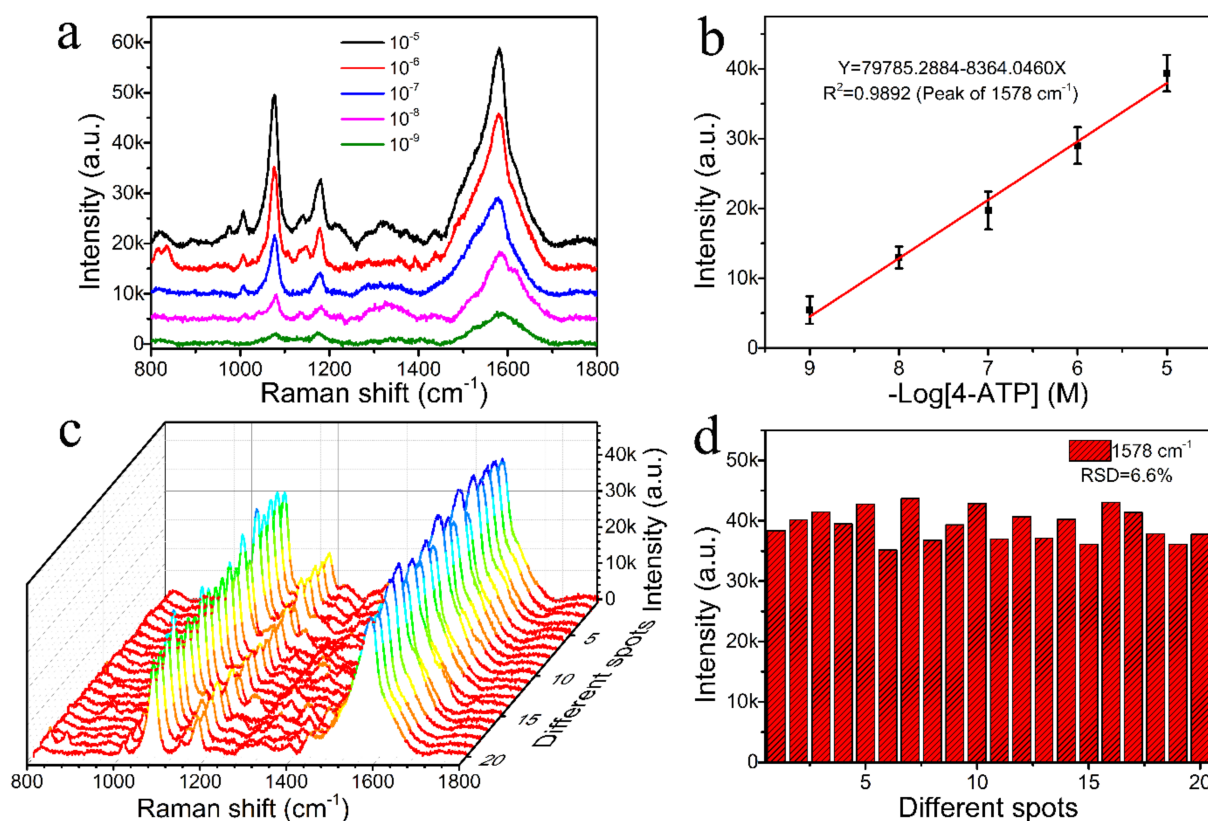 a
60k
50k
40k
30k
20k
10k
0
Intensity (a.u.)
10⁻⁵
10⁻⁶
10⁻⁷
10⁻⁸
10⁻⁹
800 1000 1200 1400 1600 1800
Raman shift (cm⁻¹)
b
Y=79785.2884-8364.0460X
R²=0.9892 (Peak of 1578 cm⁻¹)
40k
30k
20k
10k
0
Intensity (a.u.)
9 8 7 6 5
-Log[4-ATP] (M)
c
40k
30k
20k
10k
0
Intensity (a.u.)
5
10
15
20
Different spots
800 1000 1200 1400 1600 1800
Raman shift (cm⁻¹)
d
1578 cm⁻¹
RSD=6.6%
50k
40k
30k
20k
10k
0
Intensity (a.u.)
5 10 15 20
Different spots